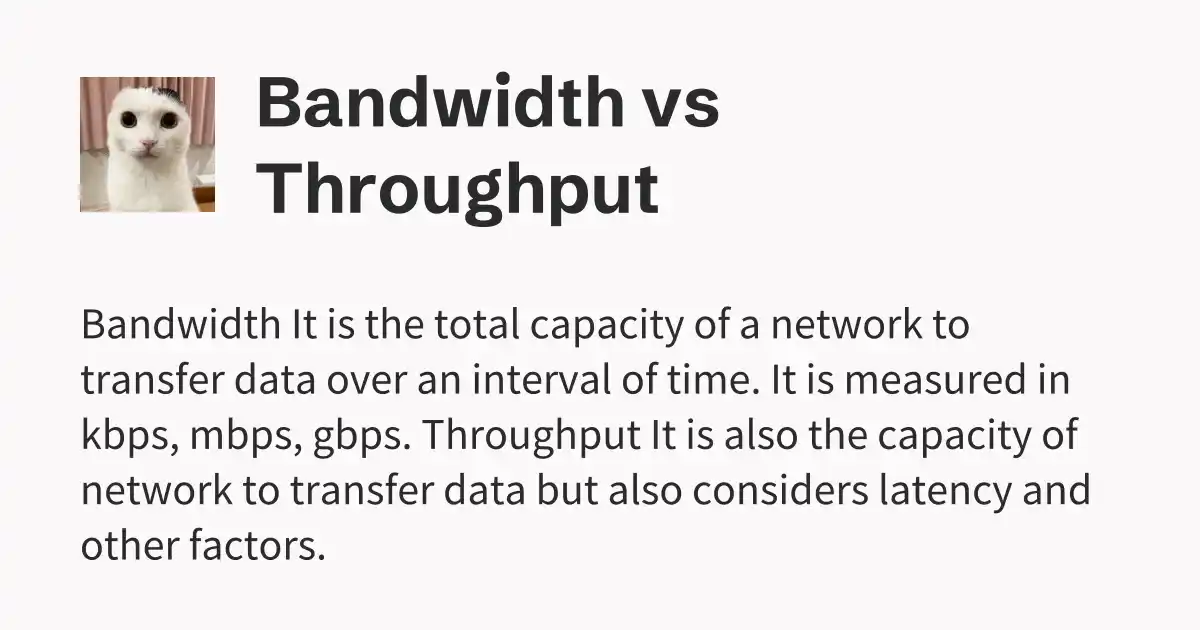 Bandwidth vs
Throughput
Bandwidth It is the total capacity of a network to
transfer data over an interval of time. It is measured in
kbps, mbps, gbps. Throughput It is also the capacity of
network to transfer data but also considers latency and
other factors.